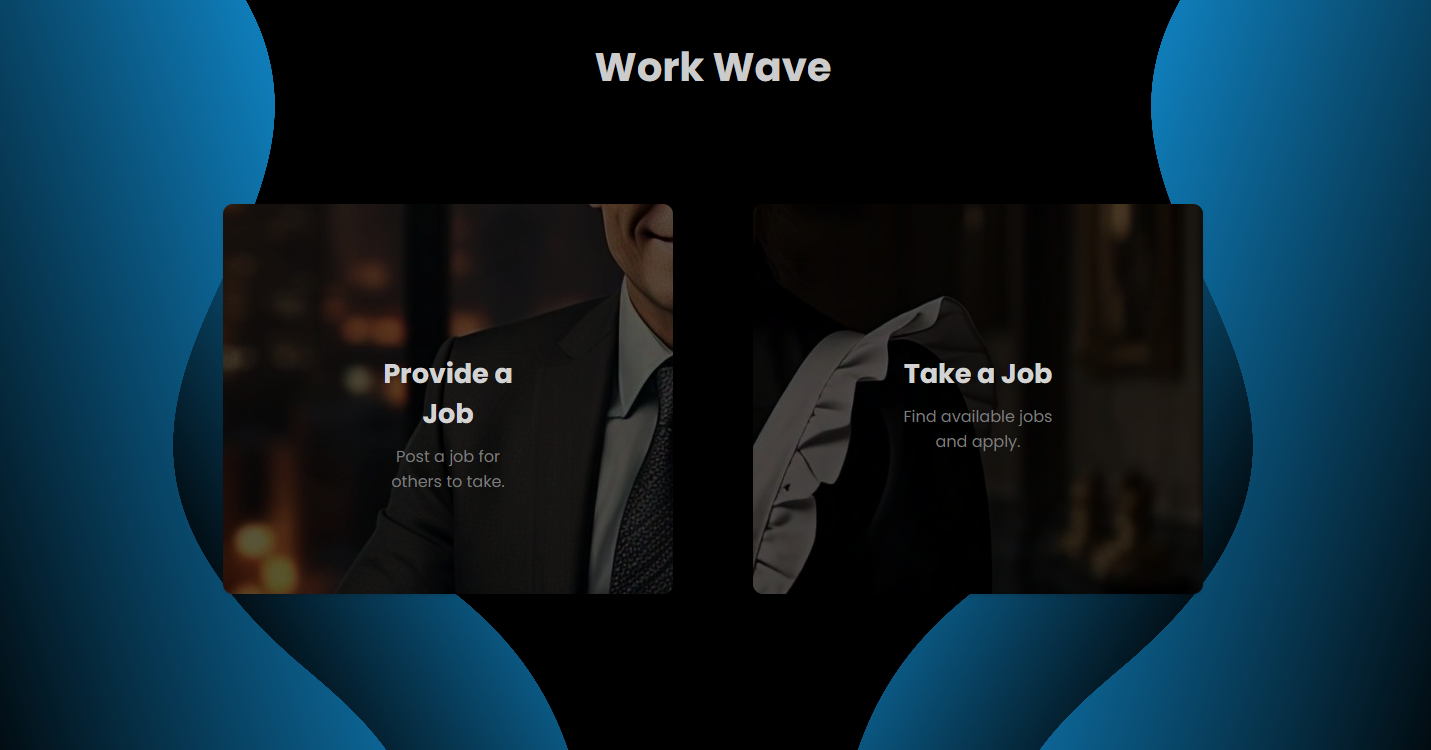 Work Wave
Provide a
Job
Post a job for
others to take.
Take a Job
Find available jobs
and apply.